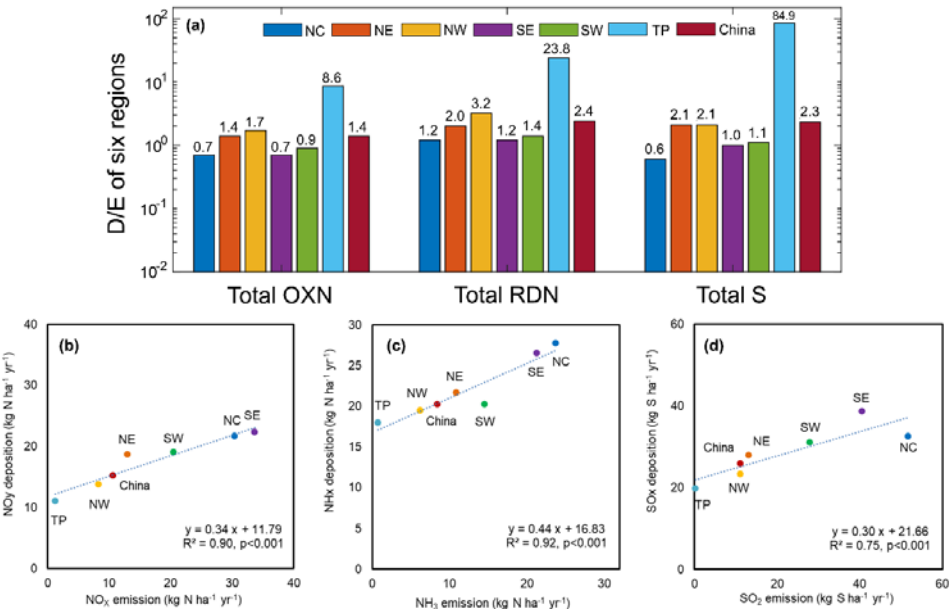 (a)
NC NE NW SE SW TP China
D/E of six regions
10²
10¹
10⁰
10⁻¹
10⁻²
0.7 1.4 1.7 0.7 0.9 8.6 1.4
1.2 2.0 3.2 1.2 1.4 23.8 2.4
0.6 2.1 2.1 1.0 1.1 84.9 2.3
Total OXN Total RDN Total S
(b)
NOy deposition (kg N ha⁻¹ yr⁻¹)
40
30
20
10
0
TP NW China NE SW NC SE
y = 0.34 x + 11.79
R² = 0.90, p<0.001
0 10 20 30 40
NOX emission (kg N ha⁻¹ yr⁻¹)
(c)
NHx deposition (kg N ha⁻¹ yr⁻¹)
30
25
20
15
10
5
0
TP NW China NE SW SE NC
y = 0.44 x + 16.83
R² = 0.92, p<0.001
0 10 20 30
NH₃ emission (kg N ha⁻¹ yr⁻¹)
(d)
SOx deposition (kg S ha⁻¹ yr⁻¹)
60
40
20
0
TP NW China NE SW SE NC
y = 0.30 x + 21.66
R² = 0.75, p<0.001
0 20 40 60
SO₂ emission (kg S ha⁻¹ yr⁻¹)